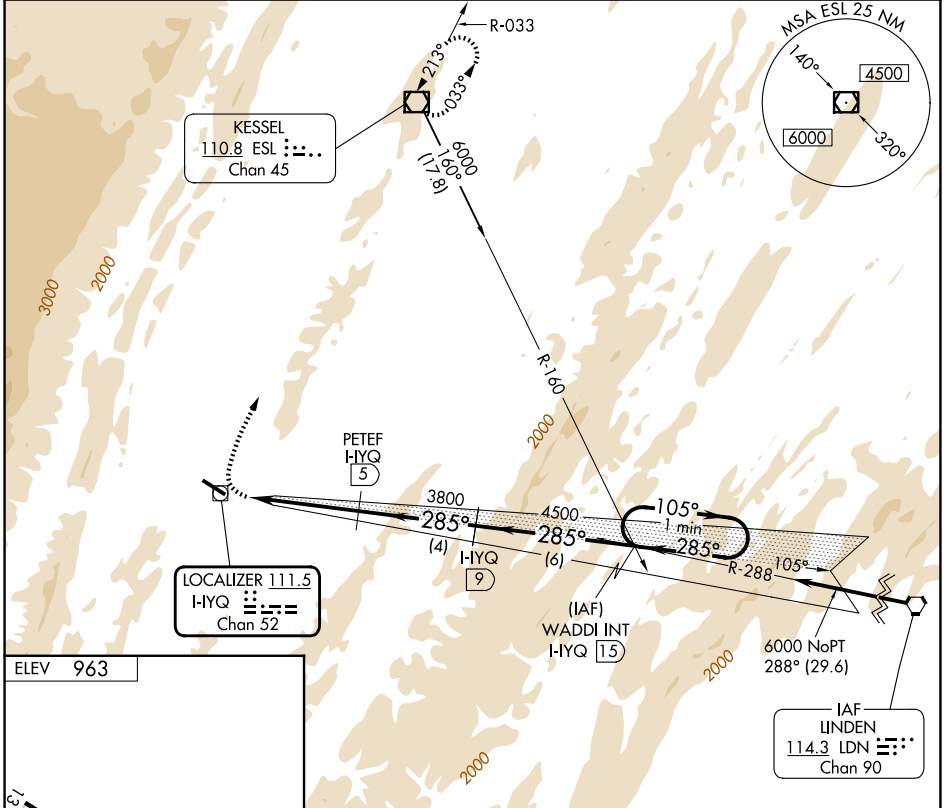 R-033
213°
033°
MSA ESL 25 NM
140°
4500
6000
320°
KESSEL
110.8 ESL
Chan 45
6000
160°
(17.8)
3000
2000
R-160
2000
PETEF
I-IYQ
5
3800
4500
105°
1 min
285°
285°
285°
(4)
(6)
R-288
105°
I-IYQ
9
LOCALIZER 111.5
I-IYQ
Chan 52
(IAF)
WADDI INT
I-IYQ 15
6000 NoPT
288° (29.6)
2000
ELEV 963
IAF
LINDEN
114.3 LDN
Chan 90
2000
13